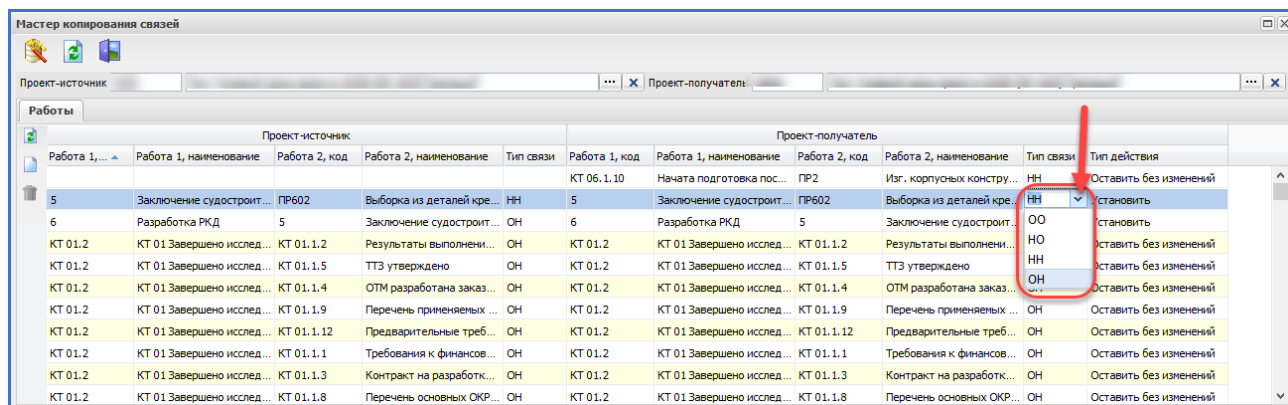 Мастер копирования связей
Проект-источник ... Проект-получатель ...
Работы
Проект-источник Проект-получатель
Работа 1,... Работа 1, наименование Работа 2, код Работа 2, наименование Тип связи Работа 1, код Работа 1, наименование Работа 2, код Работа 2, наименование Тип связи Тип действия
КТ 06.1.10 Начата подготовка пос... ПР2 Изг. корпусных констру... НН Оставить без изменений
5 Заключение судостроит... ПР602 Выборка из деталей кре... НН 5 Заключение судостроит... ПР602 Выборка из деталей кре... НН Установить
6 Разработка РКД 5 Заключение судостроит... ОН 6 Разработка РКД 5 Заключение судостроит... ОО Установить
КТ 01.2 КТ 01 Завершено исслед... КТ 01.1.2 Результаты выполнени... ОН КТ 01.2 КТ 01 Завершено исслед... КТ 01.1.2 Результаты выполнени... НО Оставить без изменений
КТ 01.2 КТ 01 Завершено исслед... КТ 01.1.5 ТТЗ утверждено ОН КТ 01.2 КТ 01 Завершено исслед... КТ 01.1.5 ТТЗ утверждено НН Оставить без изменений
КТ 01.2 КТ 01 Завершено исслед... КТ 01.1.4 ОТМ разработана заказ... ОН КТ 01.2 КТ 01 Завершено исслед... КТ 01.1.4 ОТМ разработана заказ... ОН Оставить без изменений
КТ 01.2 КТ 01 Завершено исслед... КТ 01.1.9 Перечень применяемых ... ОН КТ 01.2 КТ 01 Завершено исслед... КТ 01.1.9 Перечень применяемых ... ОН Оставить без изменений
КТ 01.2 КТ 01 Завершено исслед... КТ 01.1.12 Предварительные треб... ОН КТ 01.2 КТ 01 Завершено исслед... КТ 01.1.12 Предварительные треб... ОН Оставить без изменений
КТ 01.2 КТ 01 Завершено исслед... КТ 01.1.1 Требования к финансов... ОН КТ 01.2 КТ 01 Завершено исслед... КТ 01.1.1 Требования к финансов... ОН Оставить без изменений
КТ 01.2 КТ 01 Завершено исслед... КТ 01.1.3 Контракт на разработк... ОН КТ 01.2 КТ 01 Завершено исслед... КТ 01.1.3 Контракт на разработк... ОН Оставить без изменений
КТ 01.2 КТ 01 Завершено исслед... КТ 01.1.8 Перечень основных ОКР... ОН КТ 01.2 КТ 01 Завершено исслед... КТ 01.1.8 Перечень основных ОКР... ОН Оставить без изменений